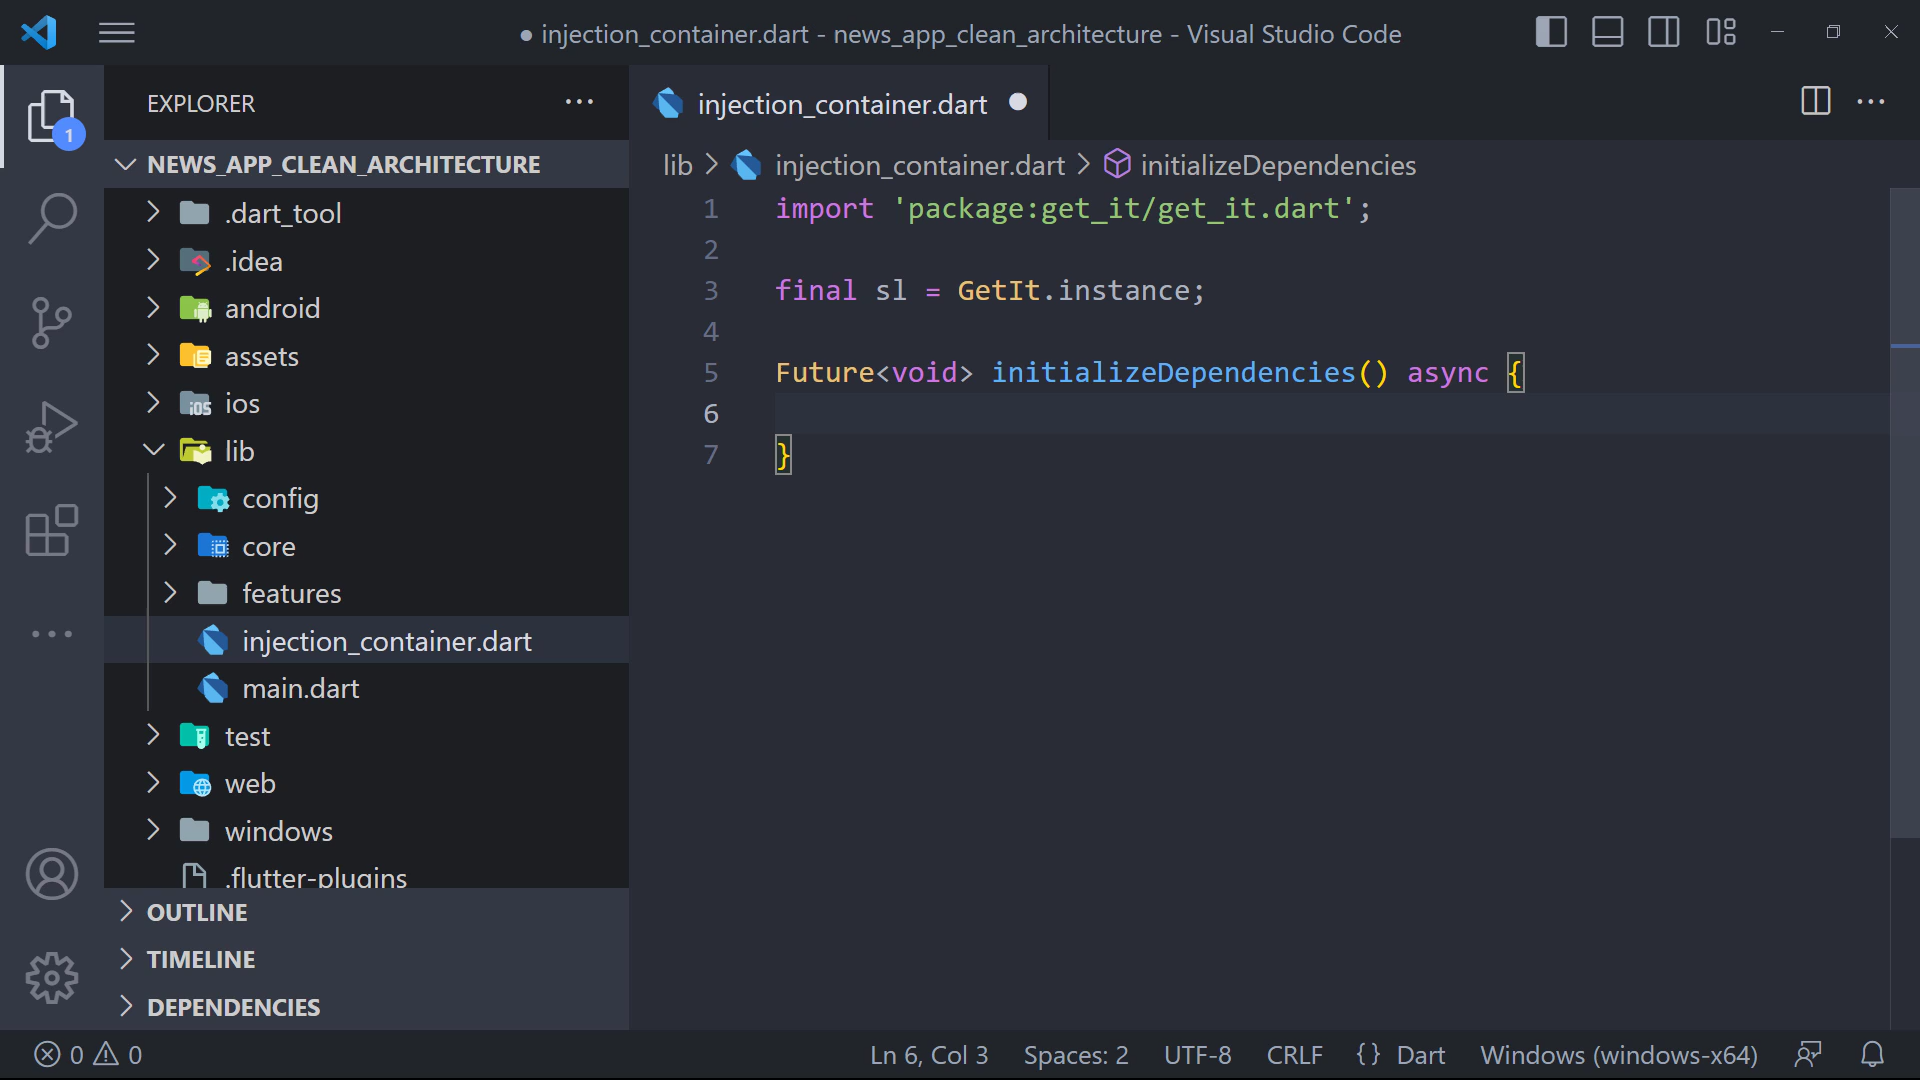 ● injection_container.dart - news_app_clean_architecture - Visual Studio Code
EXPLORER
injection_container.dart
1
NEWS_APP_CLEAN_ARCHITECTURE
lib > injection_container.dart > initializeDependencies
.dart_tool
.idea
android
assets
ios
lib
config
core
features
injection_container.dart
main.dart
test
web
windows
.flutter-plugins
OUTLINE
TIMELINE
DEPENDENCIES
1 import 'package:get_it/get_it.dart';
2
3 final sl = GetIt.instance;
4
5 Future<void> initializeDependencies() async {
6
7 }
0 0
Ln 6, Col 3 Spaces: 2 UTF-8 CRLF {} Dart Windows (windows-x64)